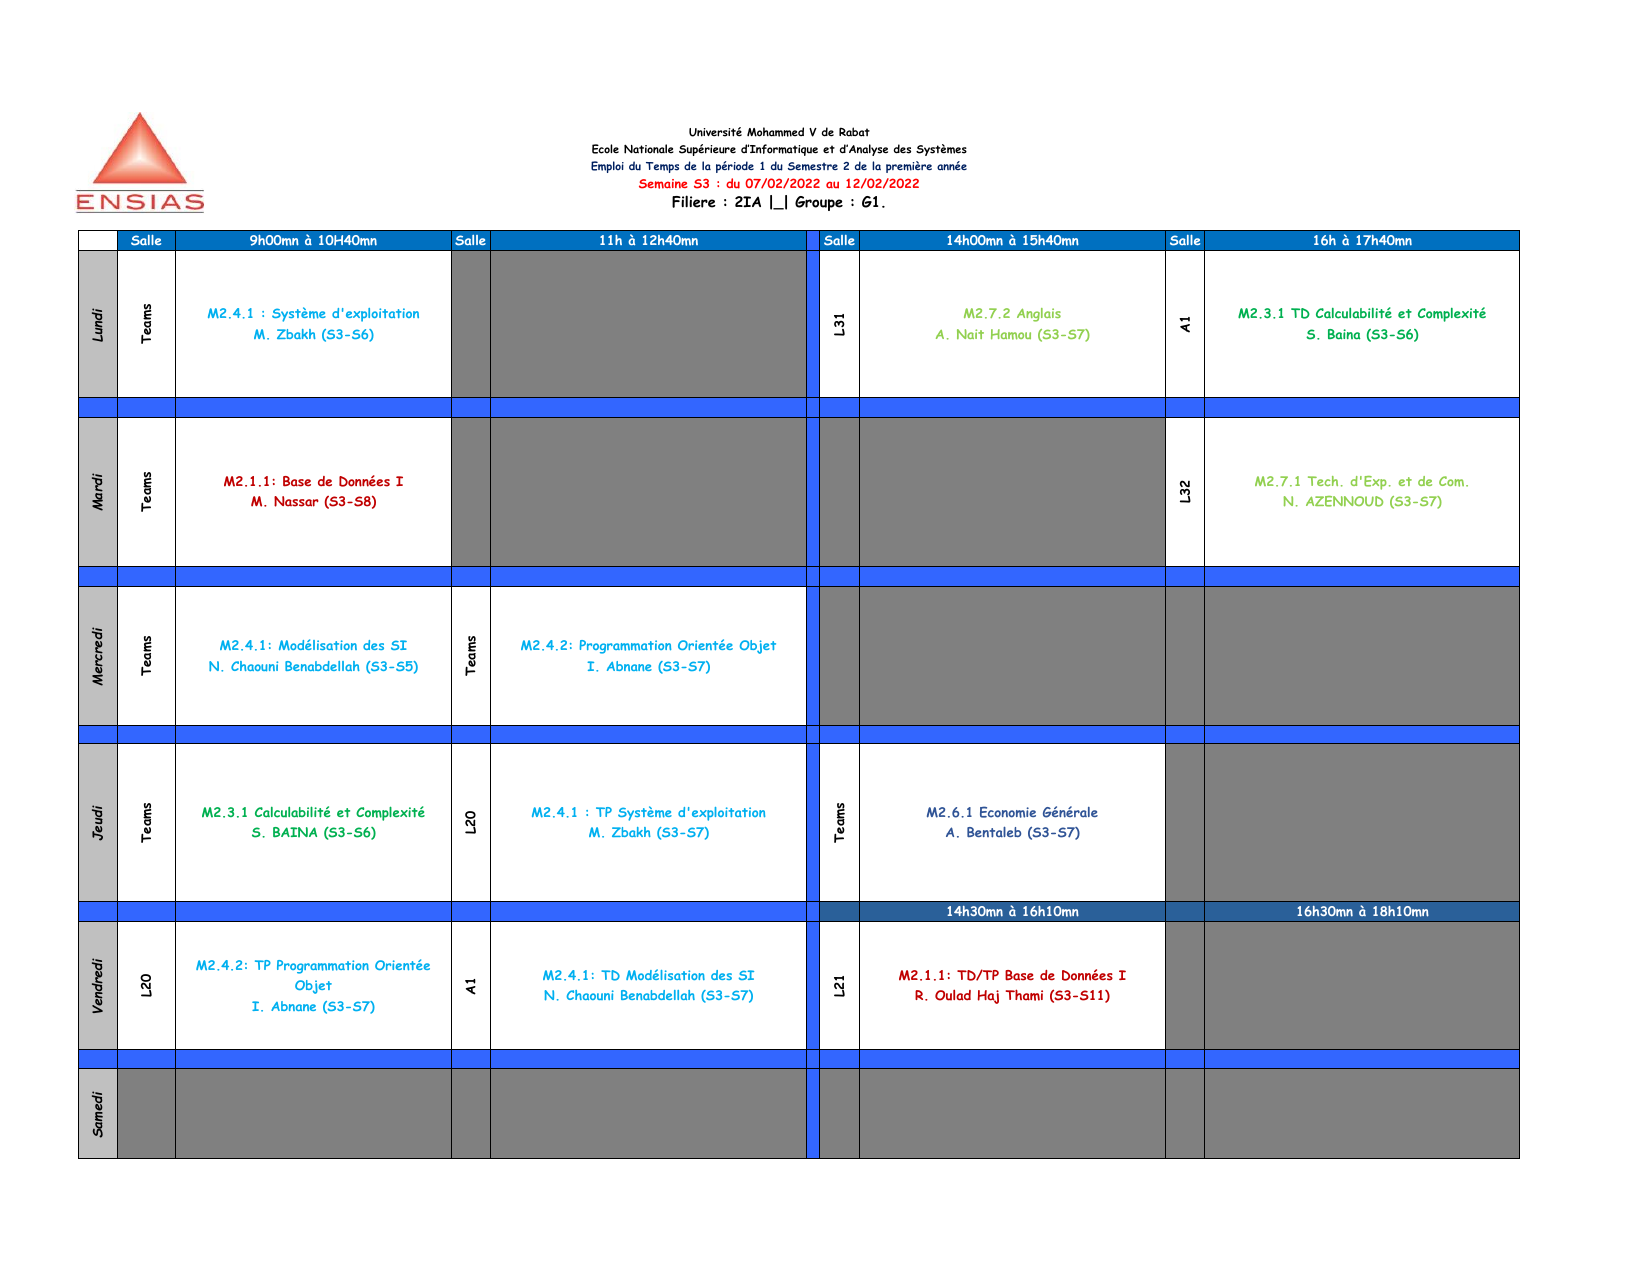 ENSIAS
Université Mohammed V de Rabat
Ecole Nationale Supérieure d’Informatique et d’Analyse des Systèmes
Emploi du Temps de la période 1 du Semestre 2 de la première année
Semaine S3 : du 07/02/2022 au 12/02/2022
Filiere : 2IA |_| Groupe : G1.
Salle 9h00mn à 10H40mn Salle 11h à 12h40mn Salle 14h00mn à 15h40mn Salle 16h à 17h40mn
Lundi
Teams
M2.4.1 : Système d'exploitation
M. Zbakh (S3-S6)
L31
M2.7.2 Anglais
A. Nait Hamou (S3-S7)
A1
M2.3.1 TD Calculabilité et Complexité
S. Baina (S3-S6)
Mardi
Teams
M2.1.1: Base de Données I
M. Nassar (S3-S8)
L32
M2.7.1 Tech. d'Exp. et de Com.
N. AZENNOUD (S3-S7)
Mercredi
Teams
M2.4.1: Modélisation des SI
N. Chaouni Benabdellah (S3-S5)
Teams
M2.4.2: Programmation Orientée Objet
I. Abnane (S3-S7)
Jeudi
Teams
M2.3.1 Calculabilité et Complexité
S. BAINA (S3-S6)
L20
M2.4.1 : TP Système d'exploitation
M. Zbakh (S3-S7)
Teams
M2.6.1 Economie Générale
A. Bentaleb (S3-S7)
14h30mn à 16h10mn 16h30mn à 18h10mn
Vendredi
L20
M2.4.2: TP Programmation Orientée
Objet
I. Abnane (S3-S7)
A1
M2.4.1: TD Modélisation des SI
N. Chaouni Benabdellah (S3-S7)
L21
M2.1.1: TD/TP Base de Données I
R. Oulad Haj Thami (S3-S11)
Samedi